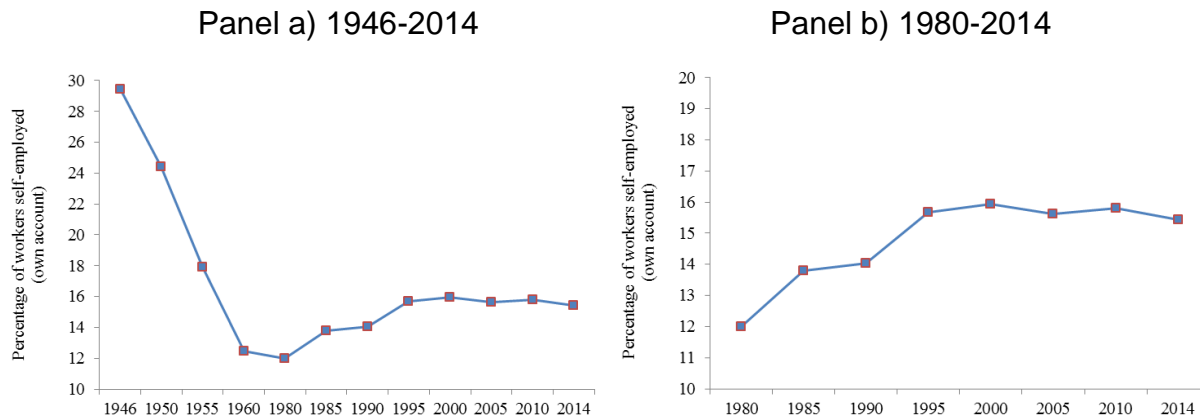 Panel a) 1946-2014
Percentage of workers self-employed
(own account)
30
28
26
24
22
20
18
16
14
12
10
1946 1950 1955 1960 1980 1985 1990 1995 2000 2005 2010 2014
Panel b) 1980-2014
Percentage of workers self-employed
(own account)
20
19
18
17
16
15
14
13
12
11
10
1980 1985 1990 1995 2000 2005 2010 2014